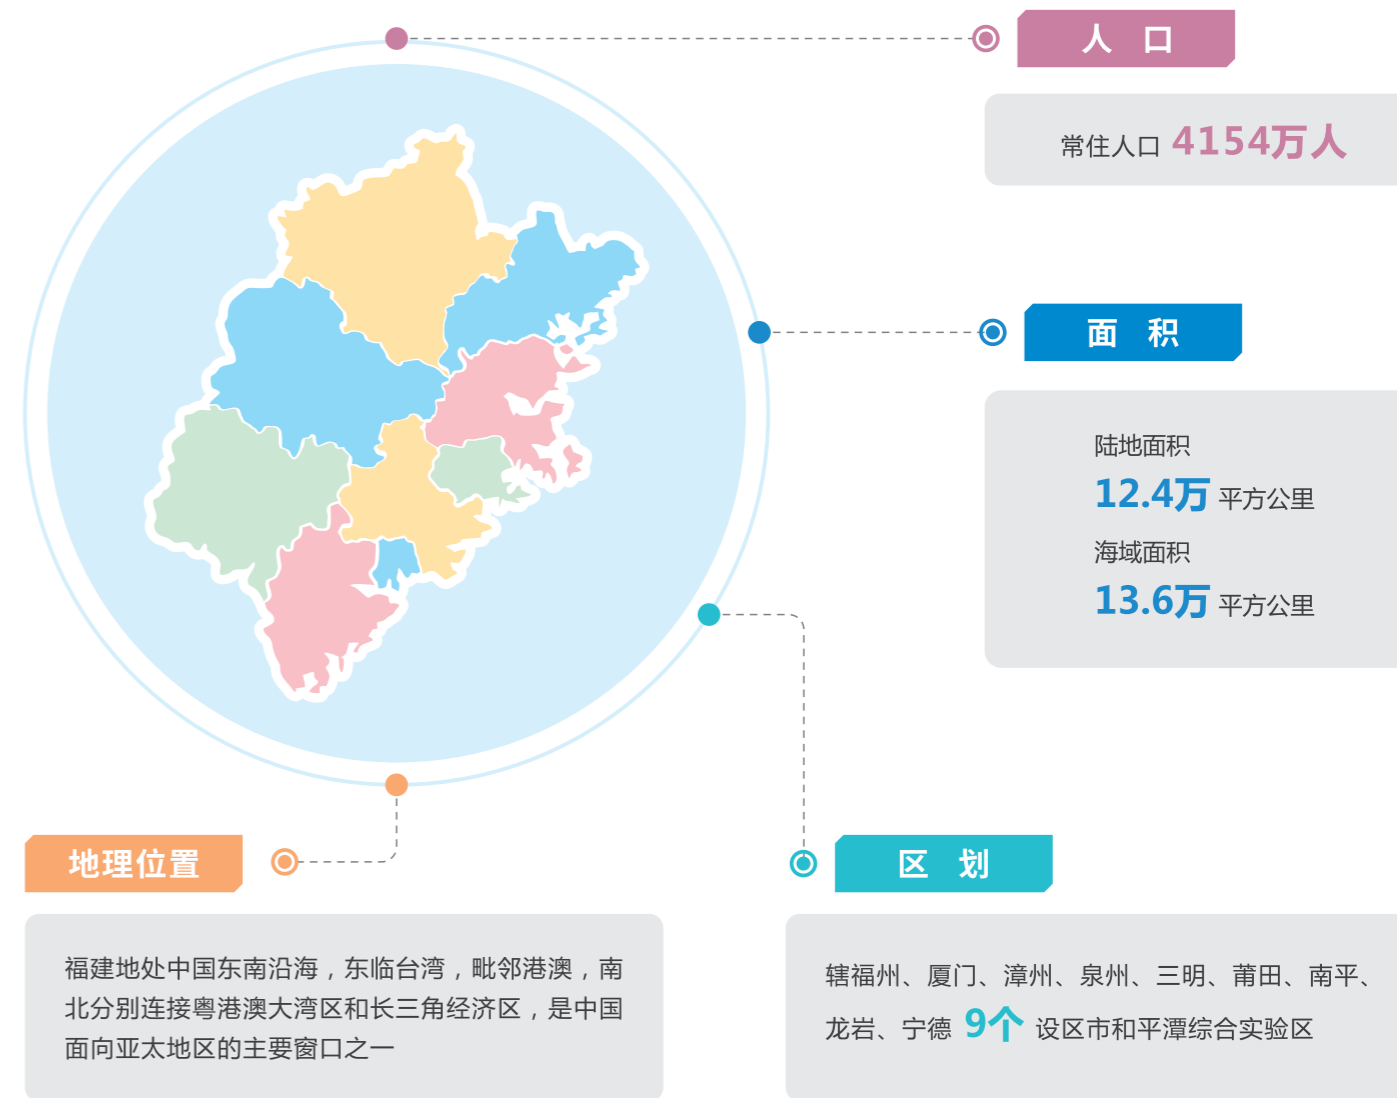 人 口
常住人口 4154万人
面 积
陆地面积
12.4万 平方公里
海域面积
13.6万 平方公里
地理位置
福建地处中国东南沿海，东临台湾，毗邻港澳，南
北分别连接粤港澳大湾区和长三角经济区，是中国
面向亚太地区的主要窗口之一
区 划
辖福州、厦门、漳州、泉州、三明、莆田、南平、
龙岩、宁德 9个 设区市和平潭综合实验区